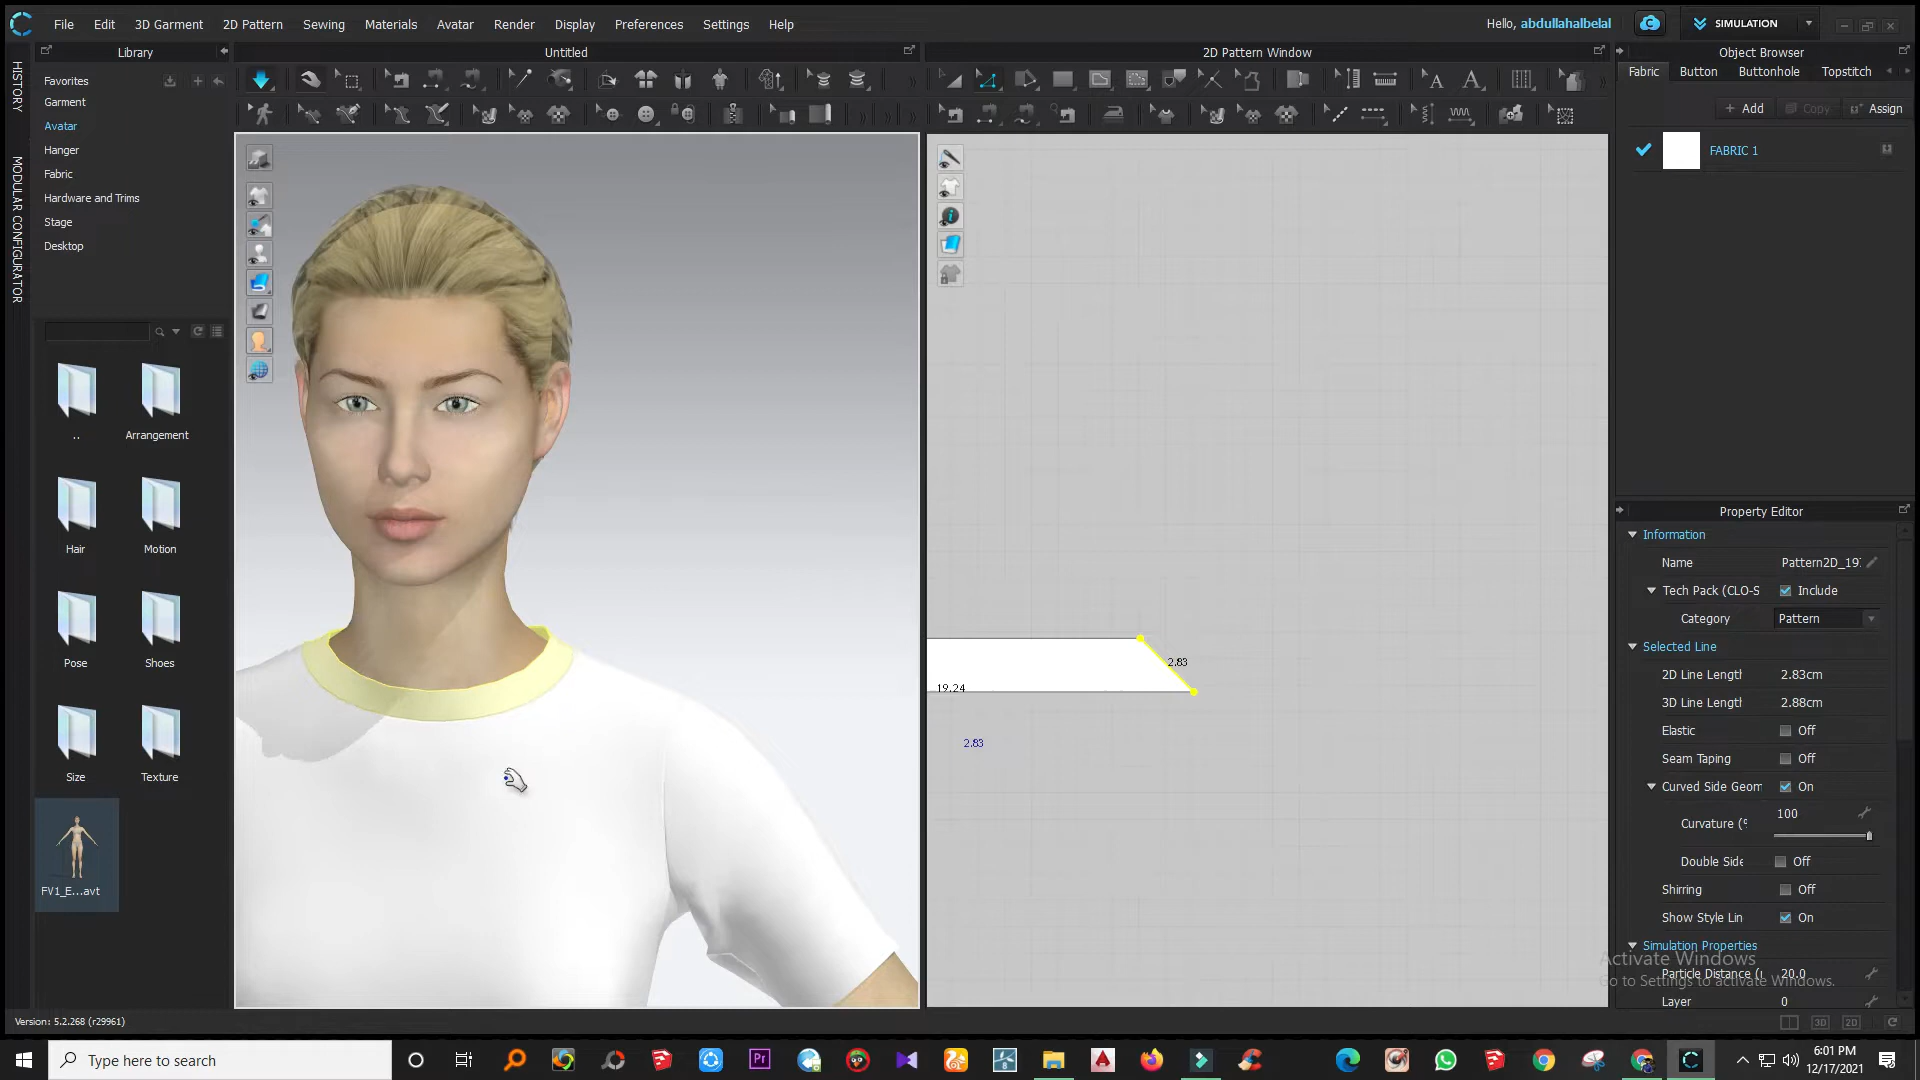 File Edit 3D Garment 2D Pattern Sewing Materials Avatar Render Display Preferences Settings Help
Hello, abdullahalbelal
SIMULATION
Library
Untitled
2D Pattern Window
Object Browser
HISTORY
MODULAR CONFIGURATOR
Favorites
Garment
Avatar
Hanger
Fabric
Hardware and Trims
Stage
Desktop
..
Arrangement
Hair
Motion
Pose
Shoes
Size
Texture
FV1_E...avt
2.83
19.24
2.83
Fabric Button Buttonhole Topstitch
+ Add Copy Assign
FABRIC 1
Property Editor
Information
Name Pattern2D_19
Tech Pack (CLO-S Include
Category Pattern
Selected Line
2D Line Lengt 2.83cm
3D Line Lengt 2.88cm
Elastic Off
Seam Taping Off
Curved Side Geom On
Curvature (% 100
Double Side Off
Shirring Off
Show Style Lin On
Simulation Properties
Particle Distance (r 20.0
Layer 0
Activate Windows
Go to Settings to activate Windows.
Version: 5.2.268 (r29961)
3D 2D
Type here to search
Pr
6:01 PM
12/17/2021